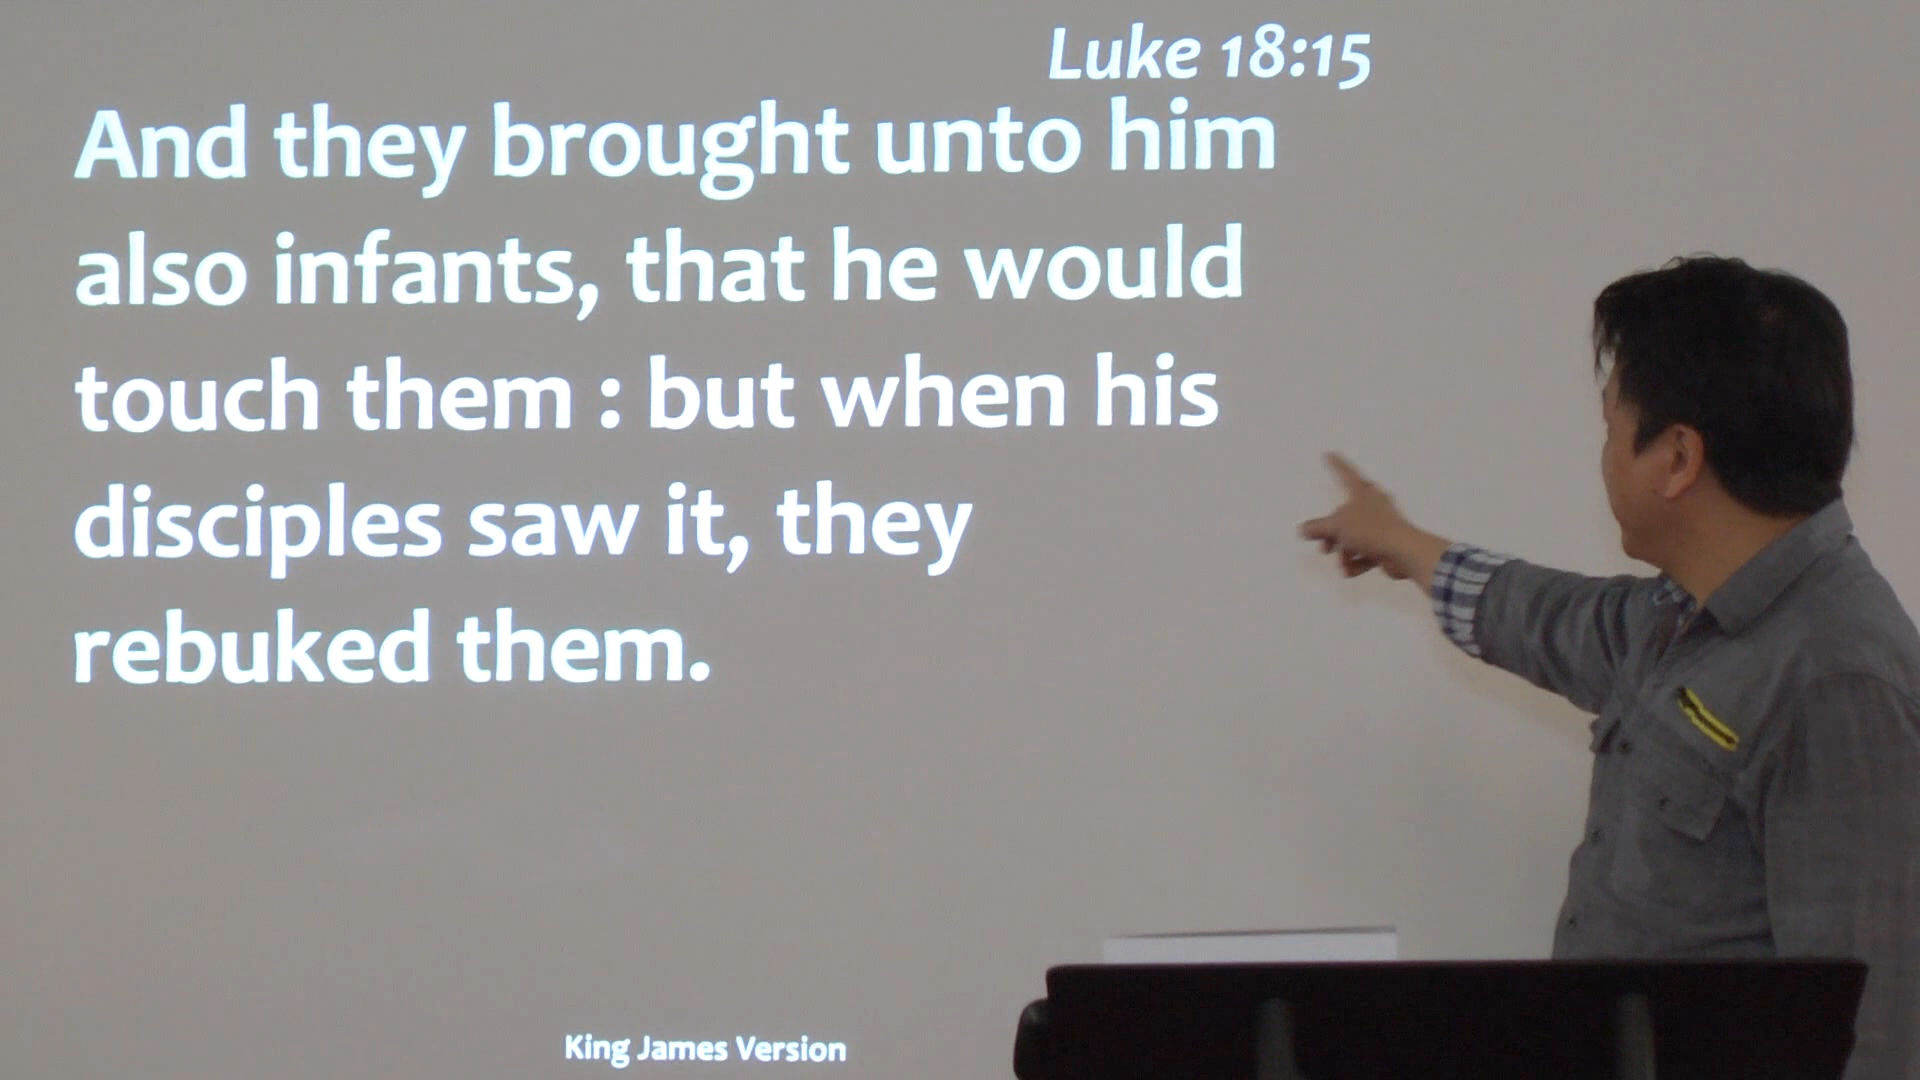 Luke 18:15
And they brought unto him
also infants, that he would
touch them : but when his
disciples saw it, they
rebuked them.
King James Version